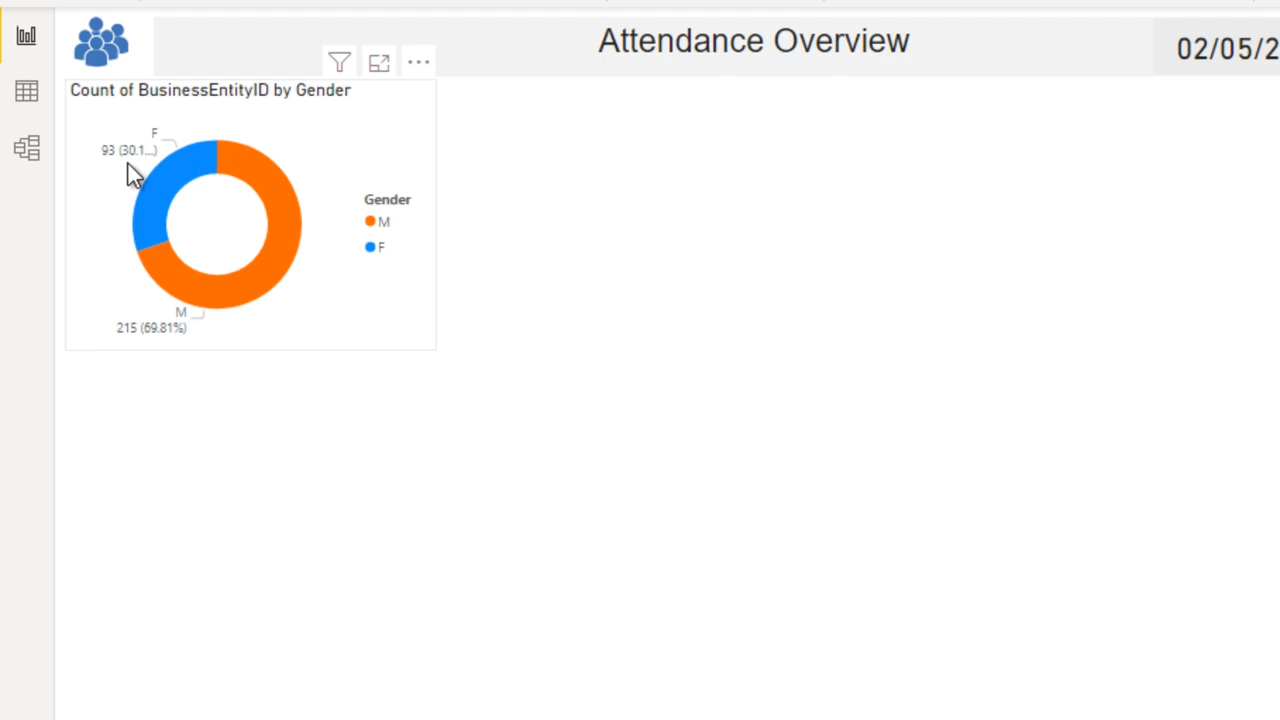 Attendance Overview
02/05/2
Count of BusinessEntityID by Gender
F
93 (30.1...)
Gender
M
F
M
215 (69.81%)